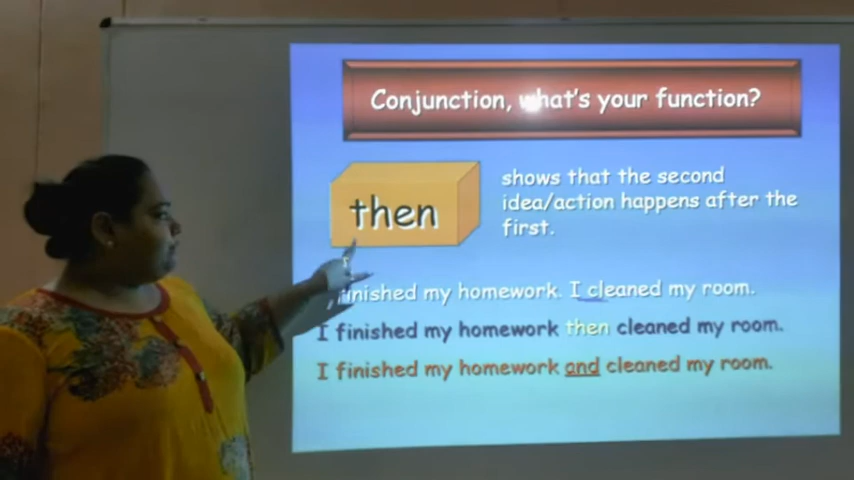 Conjunction, what's your function?
then
shows that the second
idea/action happens after the
first.
finished my homework. I cleaned my room.
I finished my homework then cleaned my room.
I finished my homework and cleaned my room.